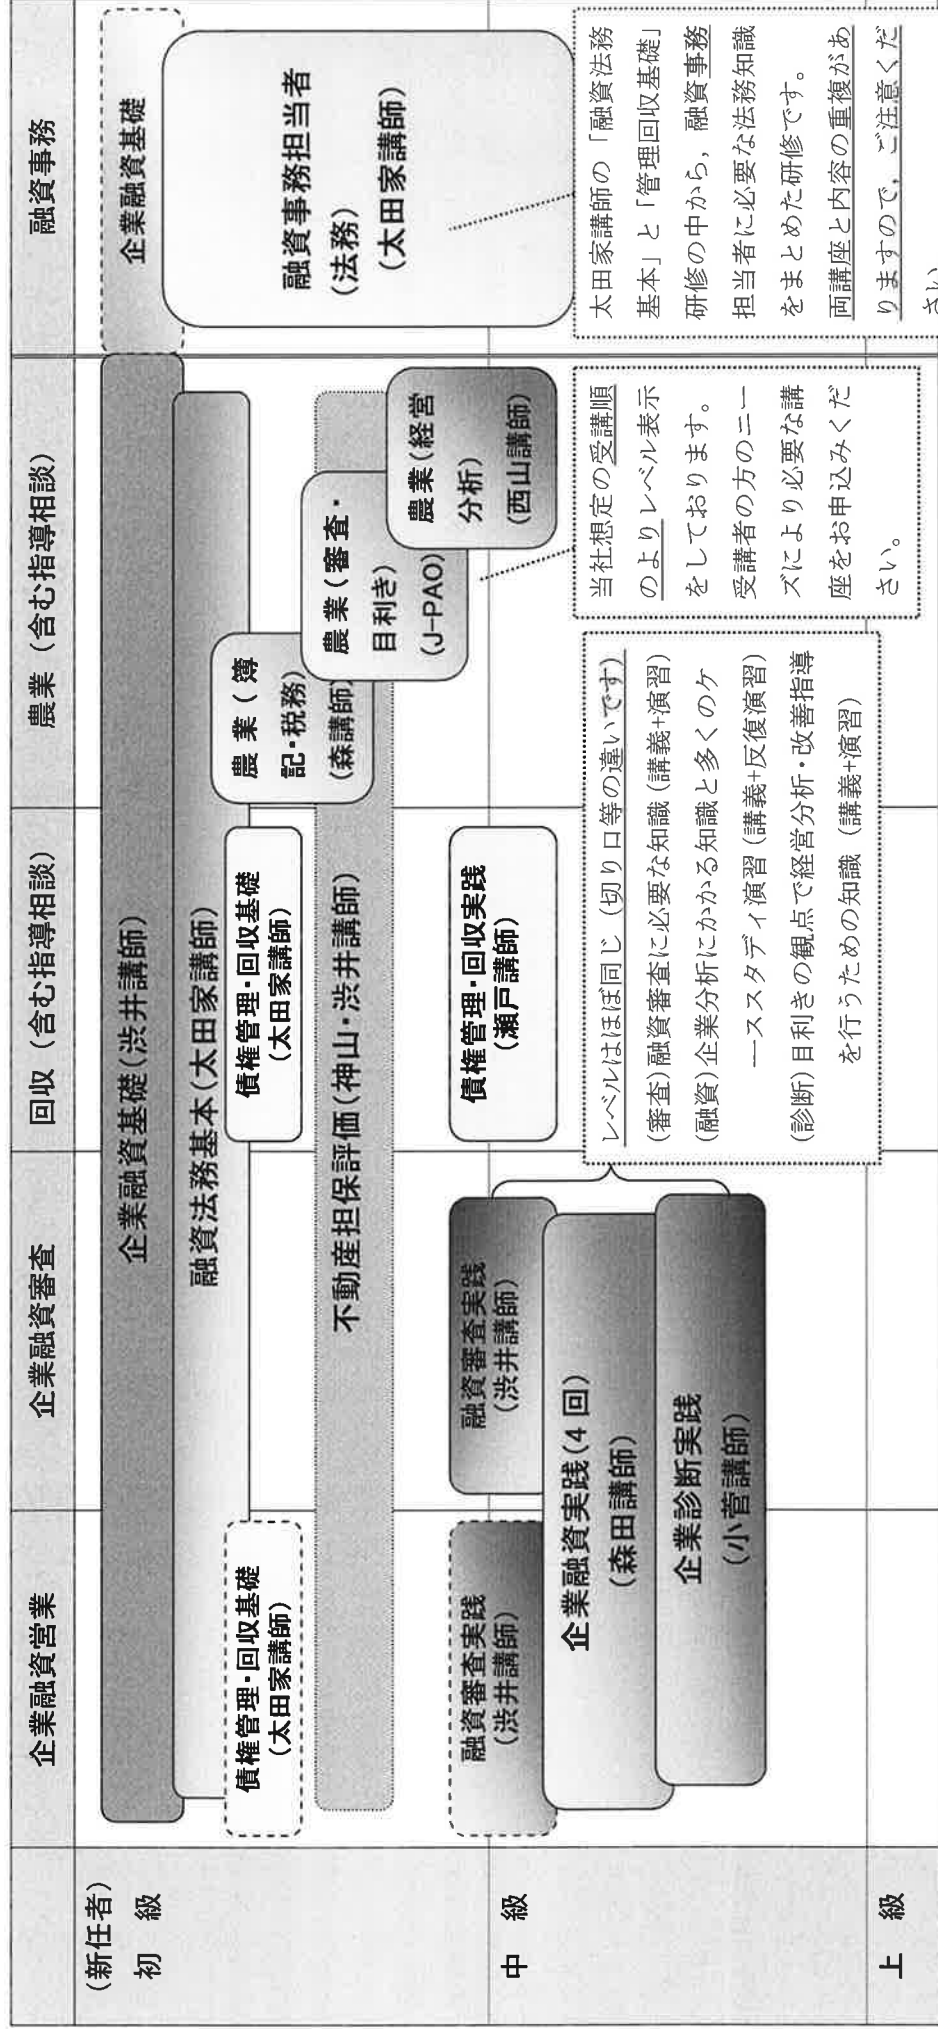 企業融資営業
企業融資審査
回収（含む指導相談）
農業（含む指導相談）
融資事務
（新任者）
初　級
中　級
上　級
企業融資基礎（渋井講師）
企業融資基礎
融資法務基本（太田家講師）
債権管理・回収基礎
（太田家講師）
債権管理・回収基礎
（太田家講師）
農業（簿
記・税務）
（森講師）
不動産担保評価（神山・渋井講師）
農業（審査・
目利き）
（J-PAO）
農業（経営
分析）
（西山講師）
融資事務担当者
（法務）
（太田家講師）
融資審査実践
（渋井講師）
融資審査実践
（渋井講師）
債権管理・回収実践
（瀬戸講師）
企業融資実践（4 回）
（森田講師）
企業診断実践
（小菅講師）
レベルはほぼ同じ（切り口等の違いです）
（審査）融資審査に必要な知識（講義+演習）
（融資）企業分析にかかる知識と多くのケ
ーススタディ演習（講義+反復演習）
（診断）目利きの観点で経営分析・改善指導
を行うための知識（講義+演習）
当社想定の受講順
のよりレベル表示
をしております。
受講者の方のニー
ズにより必要な講
座をお申込みくだ
さい。
太田家講師の「融資法務
基本」と「管理回収基礎」
研修の中から，融資事務
担当者に必要な法務知識
をまとめた研修です。
両講座と内容の重複があ
りますので、ご注意くだ
さい